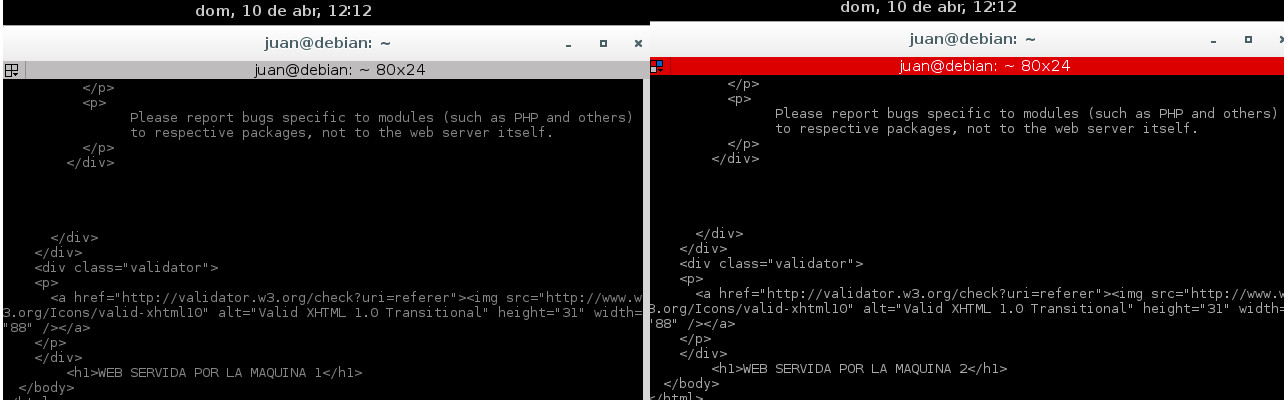 dom, 10 de abr, 12:12
juan@debian: ~
juan@debian: ~ 80x24
</p>
<p>
Please report bugs specific to modules (such as PHP and others)
to respective packages, not to the web server itself.
</p>
</div>
</div>
</div>
<div class="validator">
<p>
<a href="http://validator.w3.org/check?uri=referer"><img src="http://www.w
3.org/Icons/valid-xhtml10" alt="Valid XHTML 1.0 Transitional" height="31" width=
"88" /></a>
</p>
</div>
<h1>WEB SERVIDA POR LA MAQUINA 1</h1>
</body>
dom, 10 de abr, 12:12
juan@debian: ~
juan@debian: ~ 80x24
</p>
<p>
Please report bugs specific to modules (such as PHP and others)
to respective packages, not to the web server itself.
</p>
</div>
</div>
</div>
<div class="validator">
<p>
<a href="http://validator.w3.org/check?uri=referer"><img src="http://www.w
3.org/Icons/valid-xhtml10" alt="Valid XHTML 1.0 Transitional" height="31" width=
"88" /></a>
</p>
</div>
<h1>WEB SERVIDA POR LA MAQUINA 2</h1>
</body>
</html>